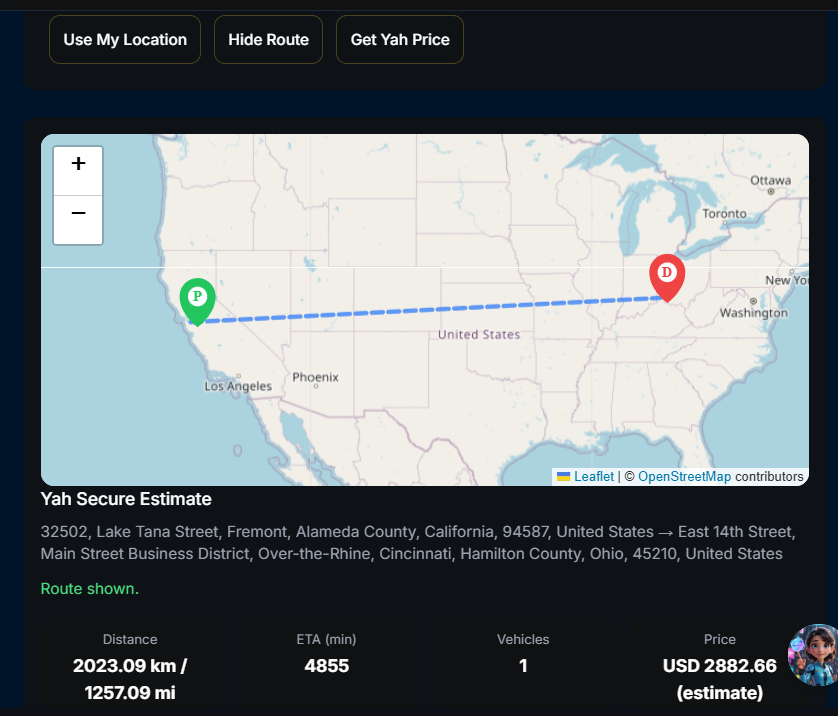 Use My Location
Hide Route
Get Yah Price
+
−
Ottawa
Toronto
New Yo
Washington
United States
Phoenix
Los Angeles
P
D
Leaflet | © OpenStreetMap contributors
Yah Secure Estimate
32502, Lake Tana Street, Fremont, Alameda County, California, 94587, United States → East 14th Street,
Main Street Business District, Over-the-Rhine, Cincinnati, Hamilton County, Ohio, 45210, United States
Route shown.
Distance
2023.09 km /
1257.09 mi
ETA (min)
4855
Vehicles
1
Price
USD 2882.66
(estimate)